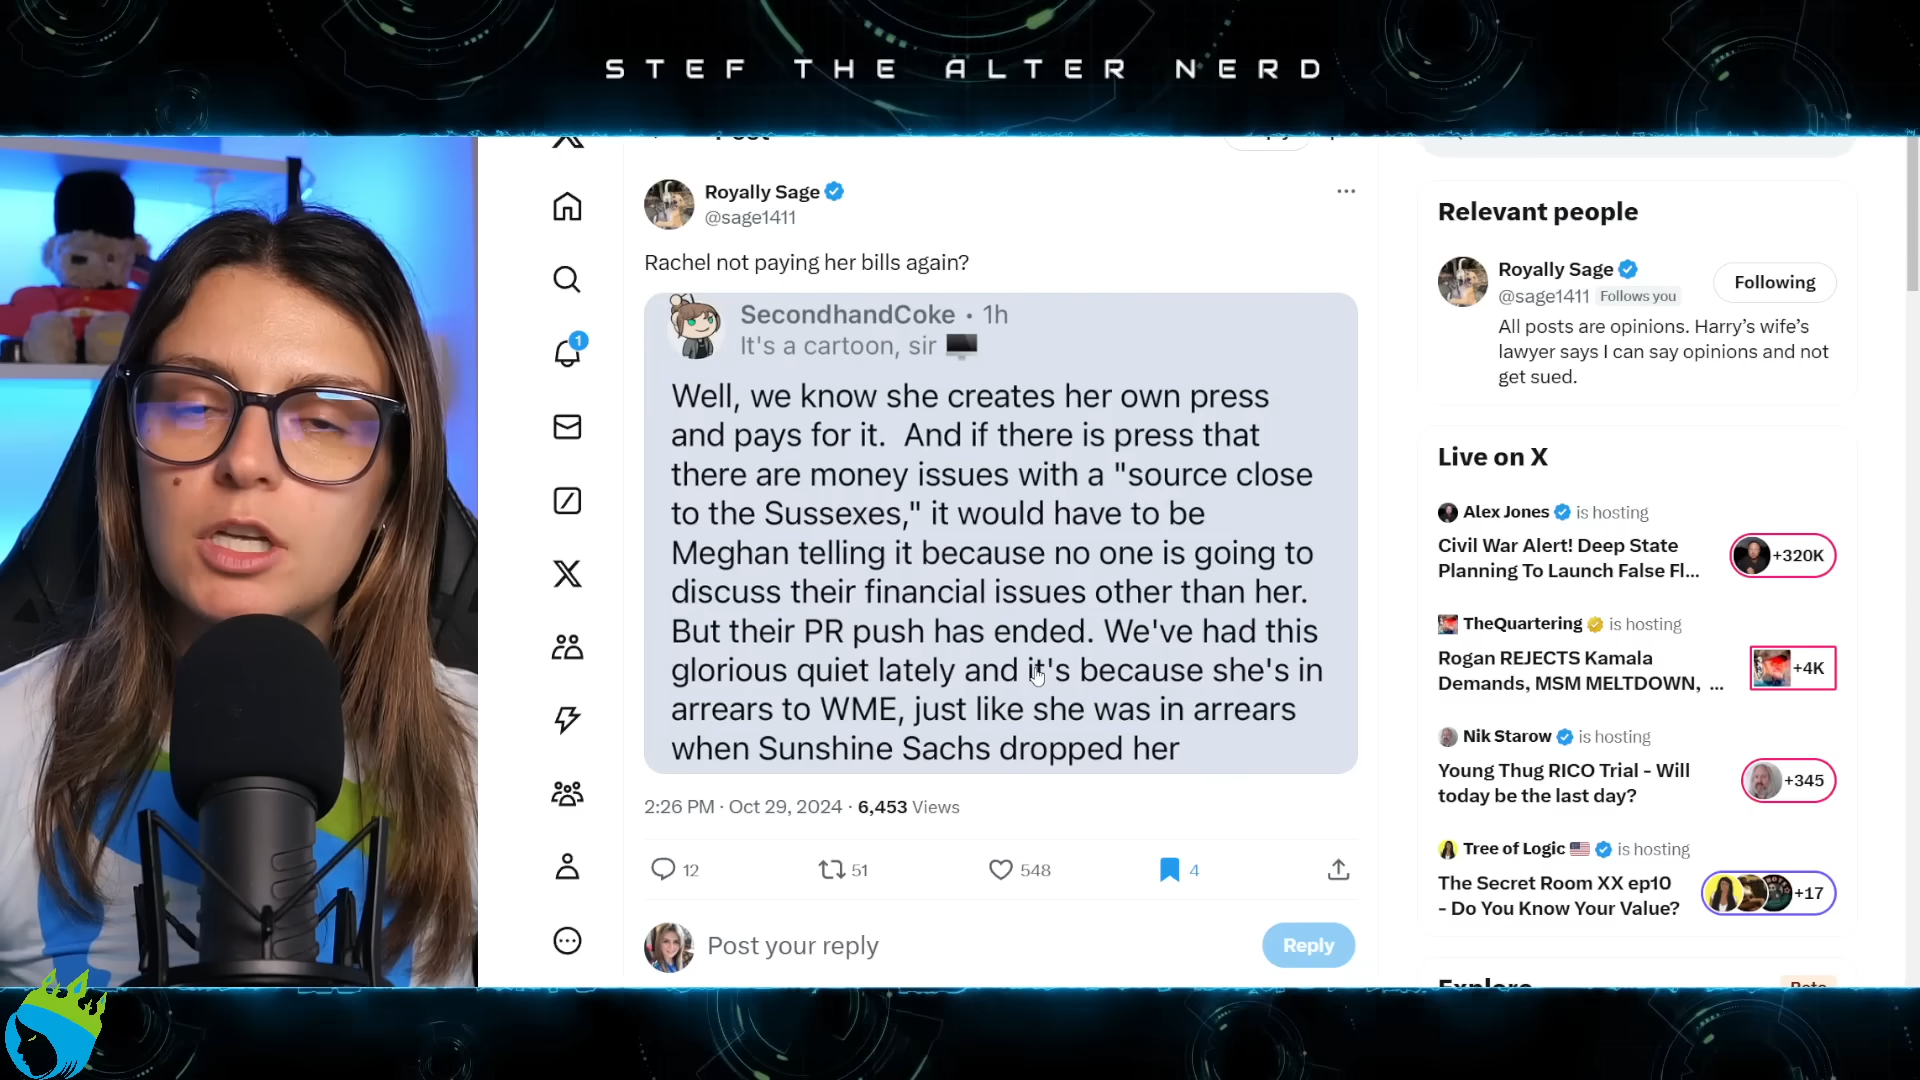 STEF THE ALTER NERD
Post
Royally Sage
@sage1411
Rachel not paying her bills again?
SecondhandCoke • 1h
It's a cartoon, sir
Well, we know she creates her own press
and pays for it. And if there is press that
there are money issues with a "source close
to the Sussexes," it would have to be
Meghan telling it because no one is going to
discuss their financial issues other than her.
But their PR push has ended. We've had this
glorious quiet lately and it's because she's in
arrears to WME, just like she was in arrears
when Sunshine Sachs dropped her
2:26 PM · Oct 29, 2024 · 6,453 Views
12
51
548
4
Post your reply
Reply
1
Relevant people
Royally Sage
@sage1411 Follows you
Following
All posts are opinions. Harry's wife's
lawyer says I can say opinions and not
get sued.
Live on X
Alex Jones is hosting
Civil War Alert! Deep State
Planning To Launch False Fl...
+320K
TheQuartering is hosting
Rogan REJECTS Kamala
Demands, MSM MELTDOWN, ...
+4K
Nik Starow is hosting
Young Thug RICO Trial - Will
today be the last day?
+345
Tree of Logic is hosting
The Secret Room XX ep10
- Do You Know Your Value?
+17
Explore
Beta